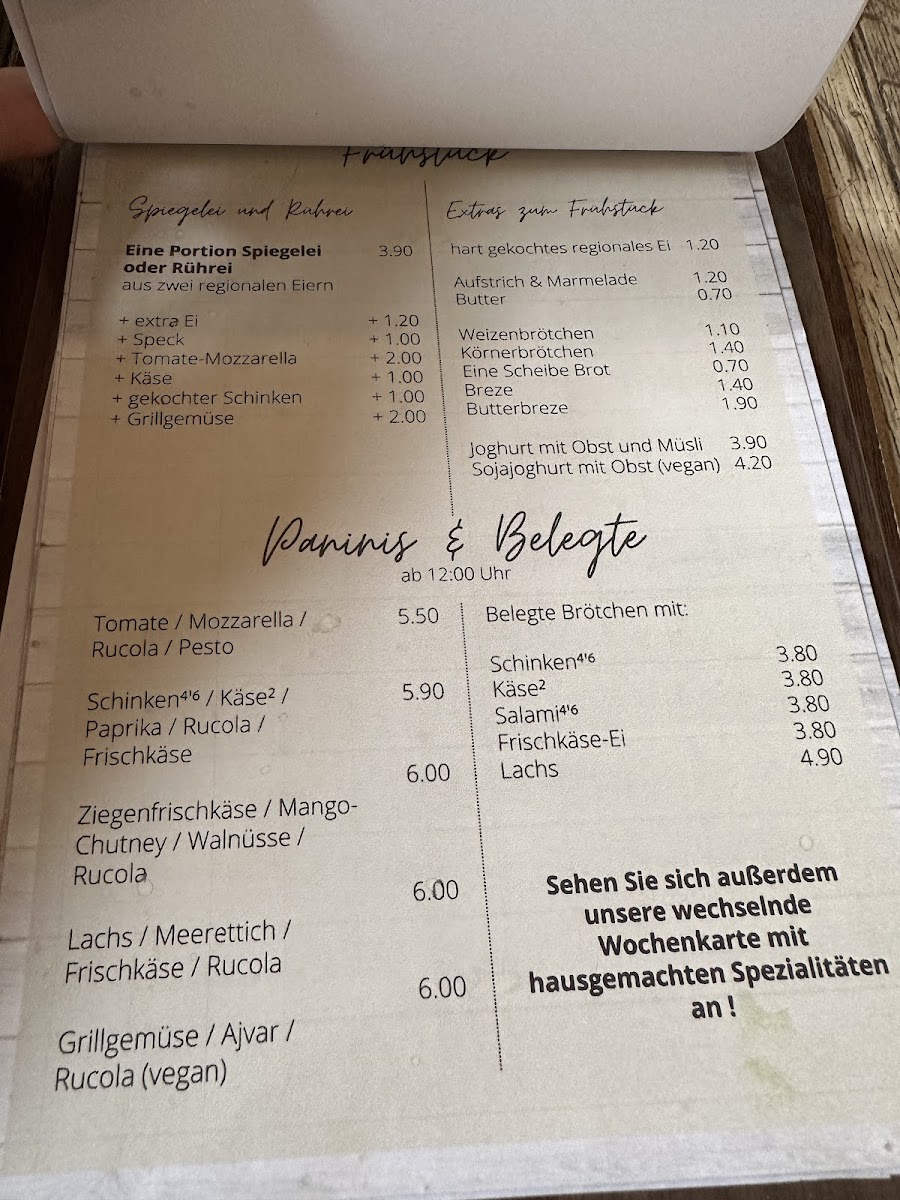 Frühstück
Spiegelei und Rührei
Eine Portion Spiegelei 3.90
oder Rührei
aus zwei regionalen Eiern
+ extra Ei + 1.20
+ Speck + 1.00
+ Tomate-Mozzarella + 2.00
+ Käse + 1.00
+ gekochter Schinken + 1.00
+ Grillgemüse + 2.00
Extras zum Frühstück
hart gekochtes regionales Ei 1.20
Aufstrich & Marmelade 1.20
Butter 0.70
Weizenbrötchen 1.10
Körnerbrötchen 1.40
Eine Scheibe Brot 0.70
Breze 1.40
Butterbreze 1.90
Joghurt mit Obst und Müsli 3.90
Sojajoghurt mit Obst (vegan) 4.20
Paninis & Belegte
ab 12:00 Uhr
Tomate / Mozzarella / 5.50
Rucola / Pesto
Schinken⁴'⁶ / Käse² / 5.90
Paprika / Rucola /
Frischkäse
6.00
Ziegenfrischkäse / Mango-
Chutney / Walnüsse /
Rucola
6.00
Lachs / Meerettich /
Frischkäse / Rucola
6.00
Grillgemüse / Ajvar /
Rucola (vegan)
Belegte Brötchen mit:
Schinken⁴'⁶ 3.80
Käse² 3.80
Salami⁴'⁶ 3.80
Frischkäse-Ei 3.80
Lachs 4.90
Sehen Sie sich außerdem
unsere wechselnde
Wochenkarte mit
hausgemachten Spezialitäten
an !